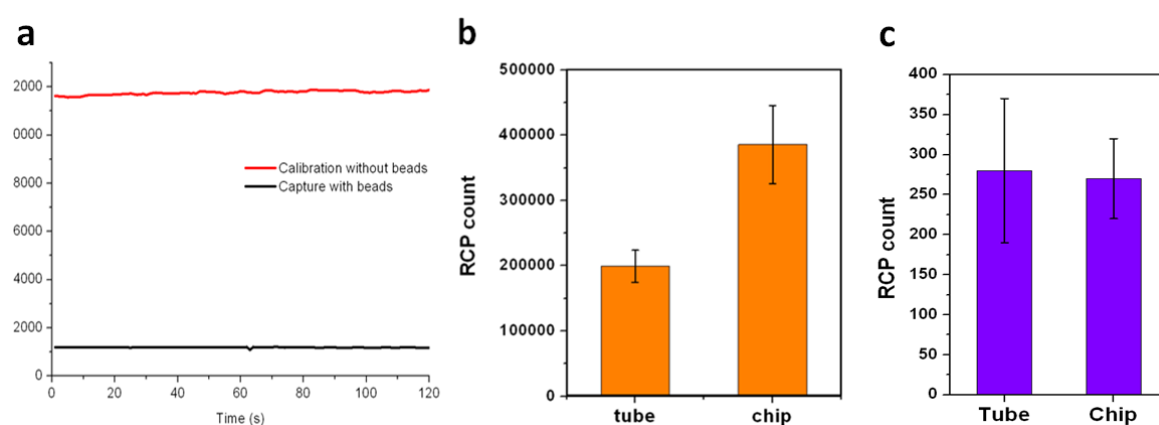 a
2000
0000
8000
6000
4000
2000
0
0 20 40 60 80 100 120
Time (s)
Calibration without beads
Capture with beads
b
500000
400000
300000
200000
100000
0
RCP count
tube chip
c
400
350
300
250
200
150
100
50
0
RCP count
Tube Chip